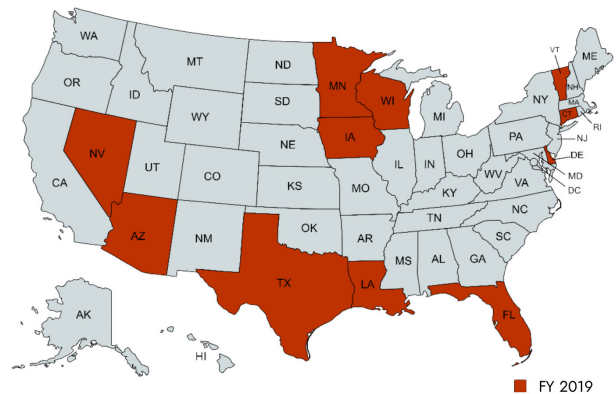 WA
MT
ND
MN
VT
ME
OR
ID
SD
WI
NY
NH
MA
CT
RI
WY
MI
IA
PA
NJ
NV
NE
IL
IN
OH
DE
UT
CO
WV
MD
CA
KS
MO
KY
VA
DC
NC
TN
AZ
NM
OK
AR
SC
MS
AL
GA
TX
LA
FL
AK
HI
FY 2019